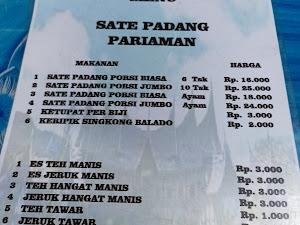 SATE PADANG
PARIAMAN
MAKANAN HARGA
1 SATE PADANG PORSI BIASA 6 Tsk Rp. 16.000
2 SATE PADANG PORSI JUMBO 10 Tsk Rp. 25.000
3 SATE PADANG PORSI BIASA Ayam Rp. 18.000
4 SATE PADANG PORSI JUMBO Ayam Rp. 24.000
5 KETUPAT PER BIJI Rp. 3.000
6 KERIPIK SINGKONG BALADO Rp. 2.000
1 ES TEH MANIS Rp. 3.000
2 ES JERUK MANIS Rp. 3.000
3 TEH HANGAT MANIS Rp. 3.000
4 JERUK HANGAT MANIS Rp. 3.000
5 TEH TAWAR Rp. 1.000
6 JERUK TAWAR